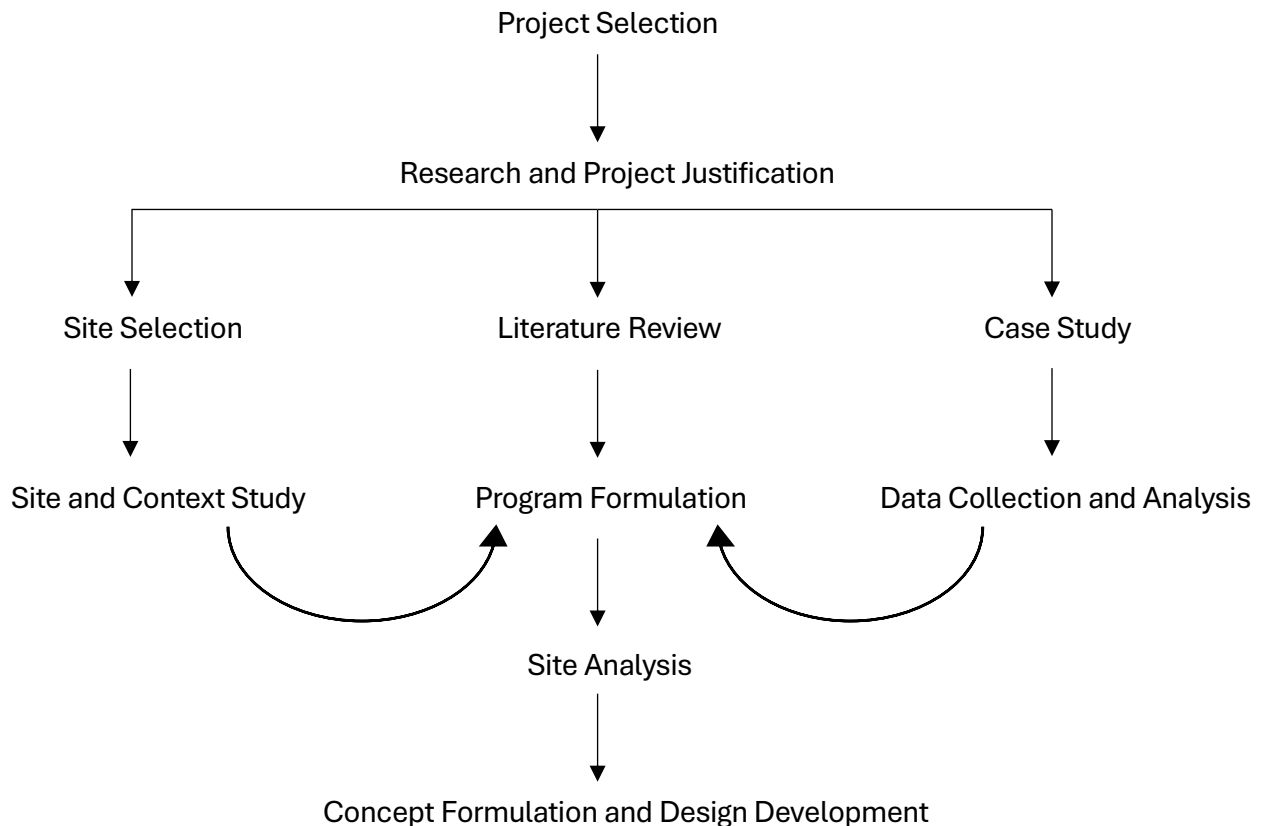 Project Selection
Research and Project Justification
Site Selection
Literature Review
Case Study
Site and Context Study
Program Formulation
Data Collection and Analysis
Site Analysis
Concept Formulation and Design Development